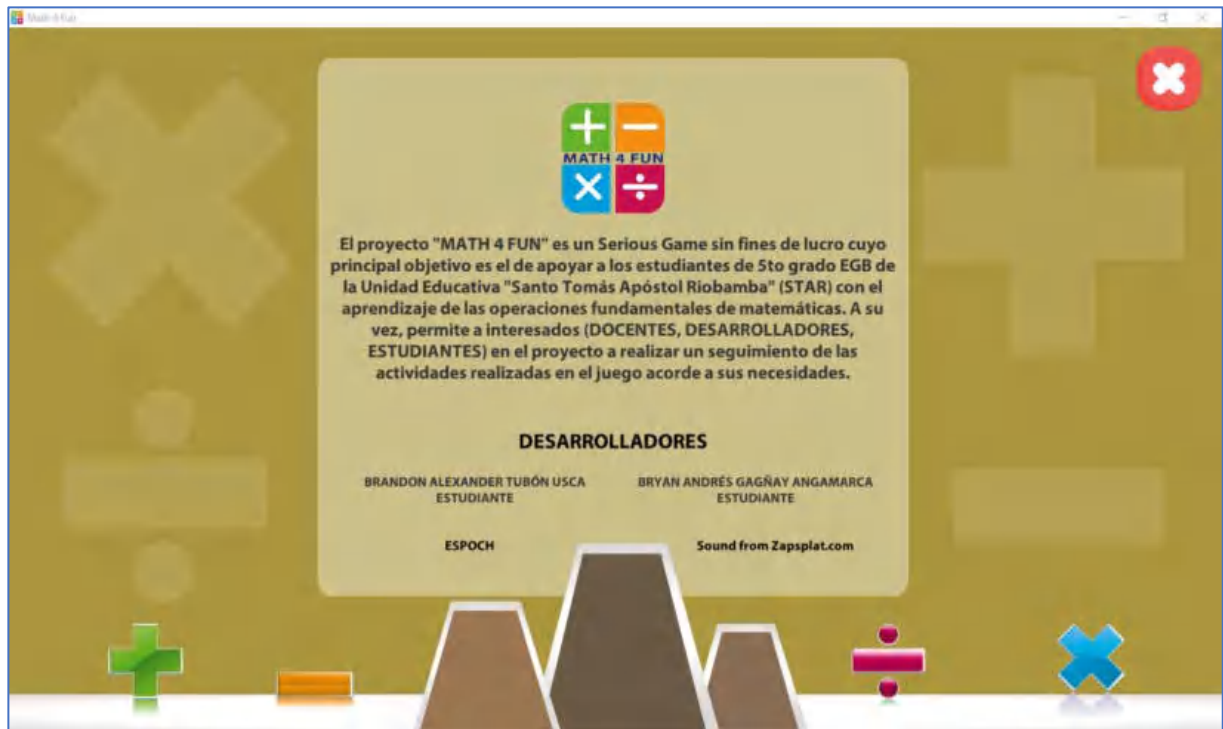 Math 4 Fun
MATH 4 FUN
El proyecto "MATH 4 FUN" es un Serious Game sin fines de lucro cuyo
principal objetivo es el de apoyar a los estudiantes de 5to grado EGB de
la Unidad Educativa "Santo Tomás Apóstol Riobamba" (STAR) con el
aprendizaje de las operaciones fundamentales de matemáticas. A su
vez, permite a interesados (DOCENTES, DESARROLLADORES,
ESTUDIANTES) en el proyecto a realizar un seguimiento de las
actividades realizadas en el juego acorde a sus necesidades.
DESARROLLADORES
BRANDON ALEXANDER TUBÓN USCA BRYAN ANDRÉS GAGÑAY ANGAMARCA
ESTUDIANTE ESTUDIANTE
ESPOCH Sound from Zapsplat.com